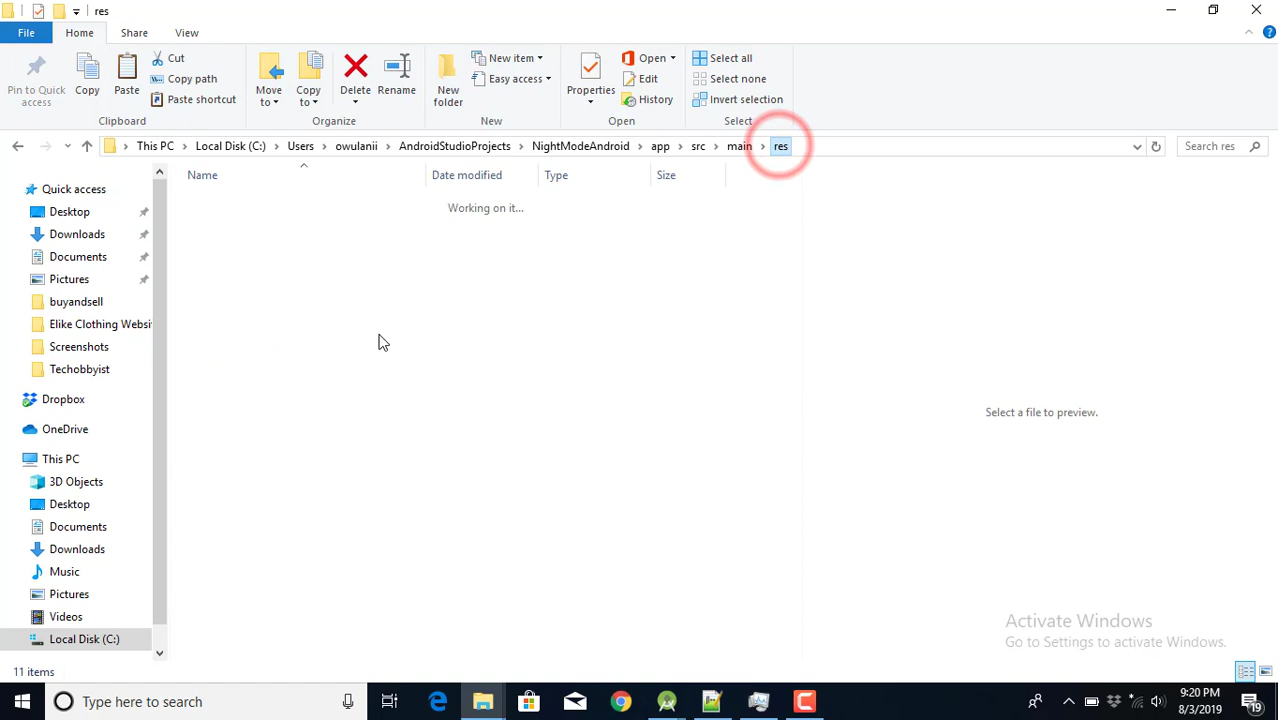 res
File Home Share View
Pin to Quick access
Copy
Paste
Cut
Copy path
Paste shortcut
Clipboard
Move to
Copy to
Delete
Rename
Organize
New folder
New item
Easy access
New
Properties
Open
Edit
History
Open
Select all
Select none
Invert selection
Select
This PC Local Disk (C:) Users owulanii AndroidStudioProjects NightModeAndroid app src main res
Search res
Name Date modified Type Size
Working on it...
Select a file to preview.
Quick access
Desktop
Downloads
Documents
Pictures
buyandsell
Elike Clothing Websi
Screenshots
Techobbyist
Dropbox
OneDrive
This PC
3D Objects
Desktop
Documents
Downloads
Music
Pictures
Videos
Local Disk (C:)
Activate Windows
Go to Settings to activate Windows.
11 items
Type here to search
9:20 PM
8/3/2019
19